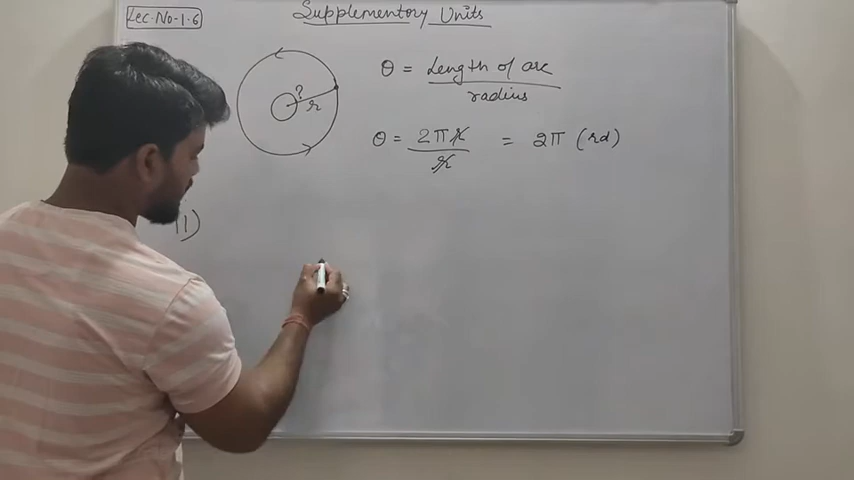 Lec-No-1.6
Supplementory Units
?
r
θ = Length of arc
radius
θ = 2πr
r
= 2π (rd)
11)